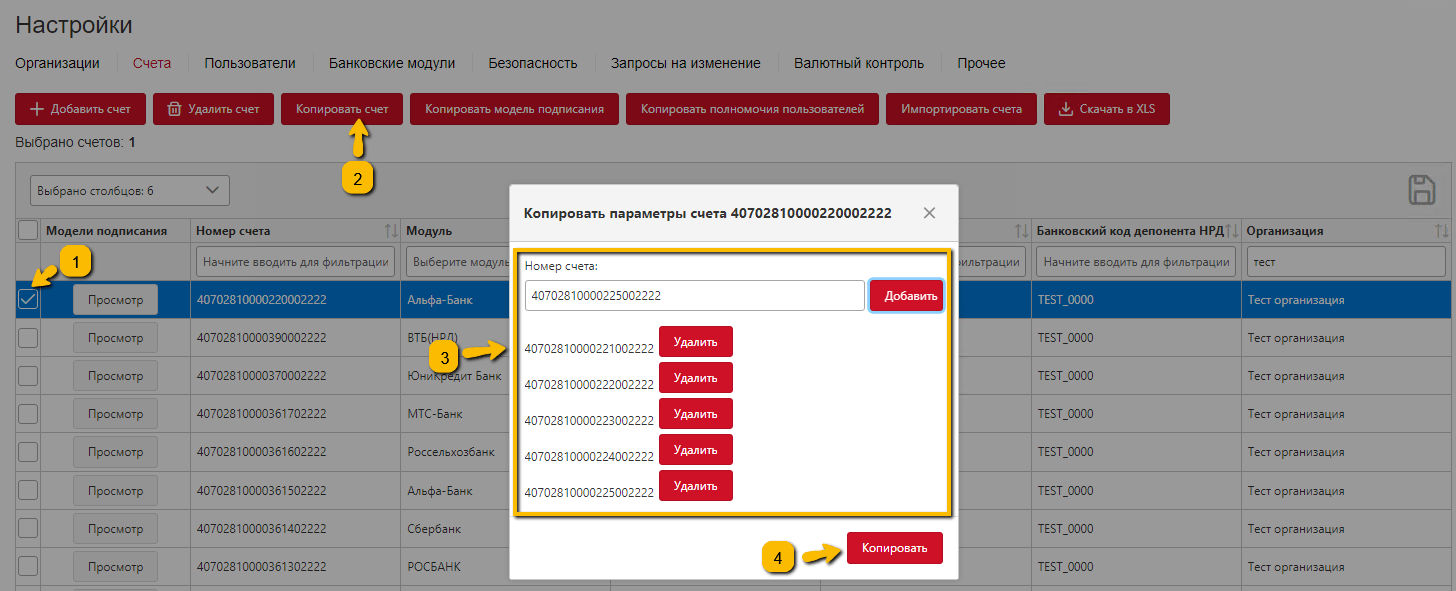 Настройки
Организации Счета Пользователи Банковские модули Безопасность Запросы на изменение Валютный контроль Прочее
Добавить счет Удалить счет Копировать счет Копировать модель подписания Копировать полномочия пользователей Импортировать счета Скачать в XLS
Выбрано счетов: 1
2
Выбрано столбцов: 6
Копировать параметры счета 40702810000220002222
Модели подписания Номер счета Модуль Банковский код депонента НРД Организация
1
Начните вводить для фильтрации Выберите модуль фильтрации Начните вводить для фильтрации тест
Номер счета:
40702810000225002222 Добавить
Просмотр 40702810000220002222 Альфа-Банк TEST_0000 Тест организация
Просмотр 40702810000390002222 ВТБ(НРД) TEST_0000 Тест организация
40702810000221002222 Удалить
3
Просмотр 40702810000370002222 ЮниКредит Банк TEST_0000 Тест организация
40702810000222002222 Удалить
Просмотр 40702810000361702222 МТС-Банк TEST_0000 Тест организация
40702810000223002222 Удалить
Просмотр 40702810000361602222 Россельхозбанк TEST_0000 Тест организация
40702810000224002222 Удалить
Просмотр 40702810000361502222 Альфа-Банк TEST_0000 Тест организация
40702810000225002222 Удалить
Просмотр 40702810000361402222 Сбербанк TEST_0000 Тест организация
4 Копировать
Просмотр 40702810000361302222 РОСБАНК TEST_0000 Тест организация